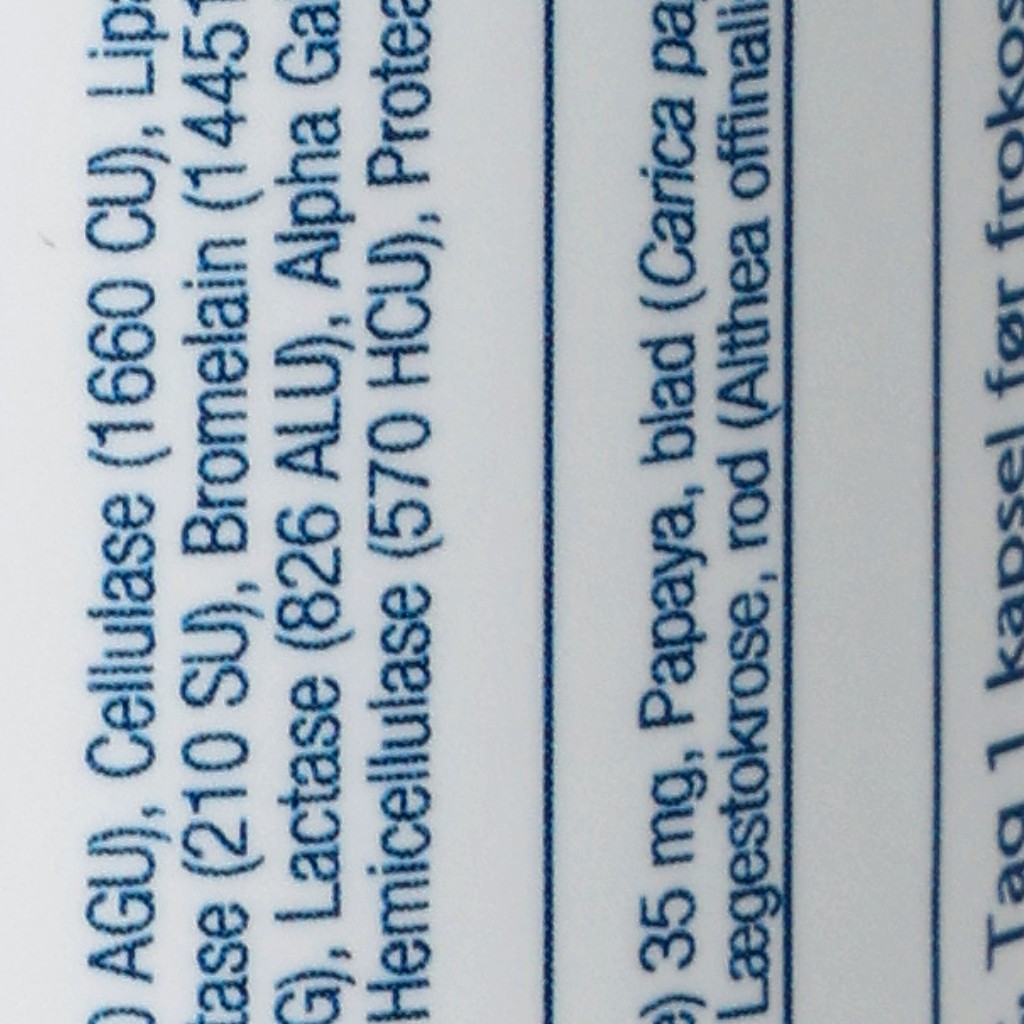 ) AGU), Cellulase (1660 CU), Lip
tase (210 SU), Bromelain (14451
G), Lactase (826 ALU), Alpha Ga
Hemicellulase (570 HCU), Protea
e) 35 mg, Papaya, blad (Carica pa
Lægestokrose, rod (Althea offinali
. Tag 1 kapsel før frokos